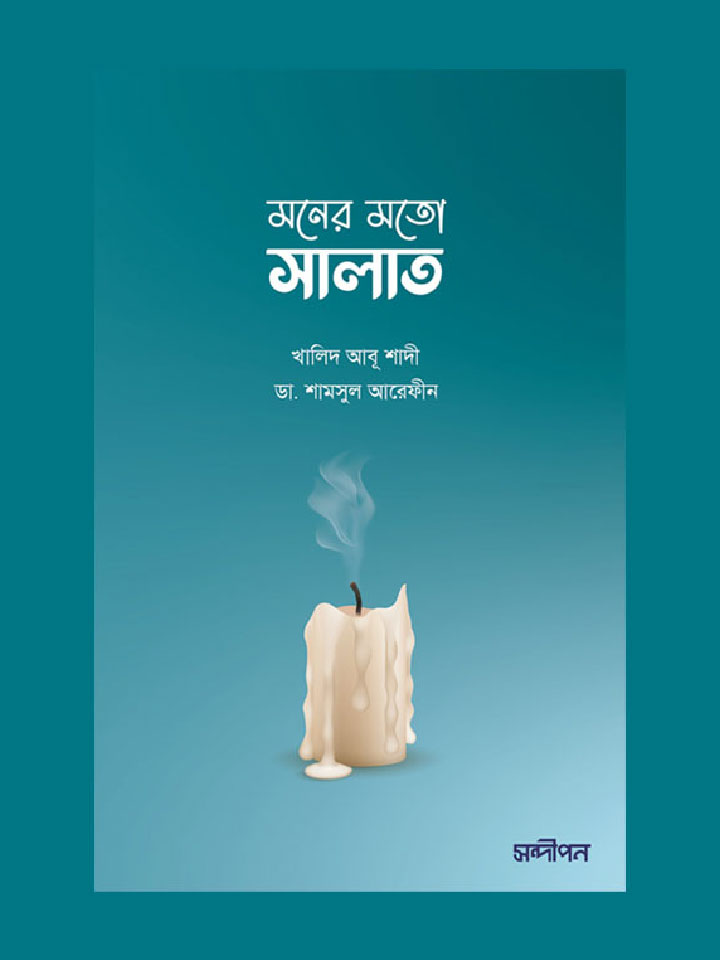 মনের মতো
সালাত
খালিদ আবূ শাদী
ডা. শামসুল আরেফীন
সন্দীপন